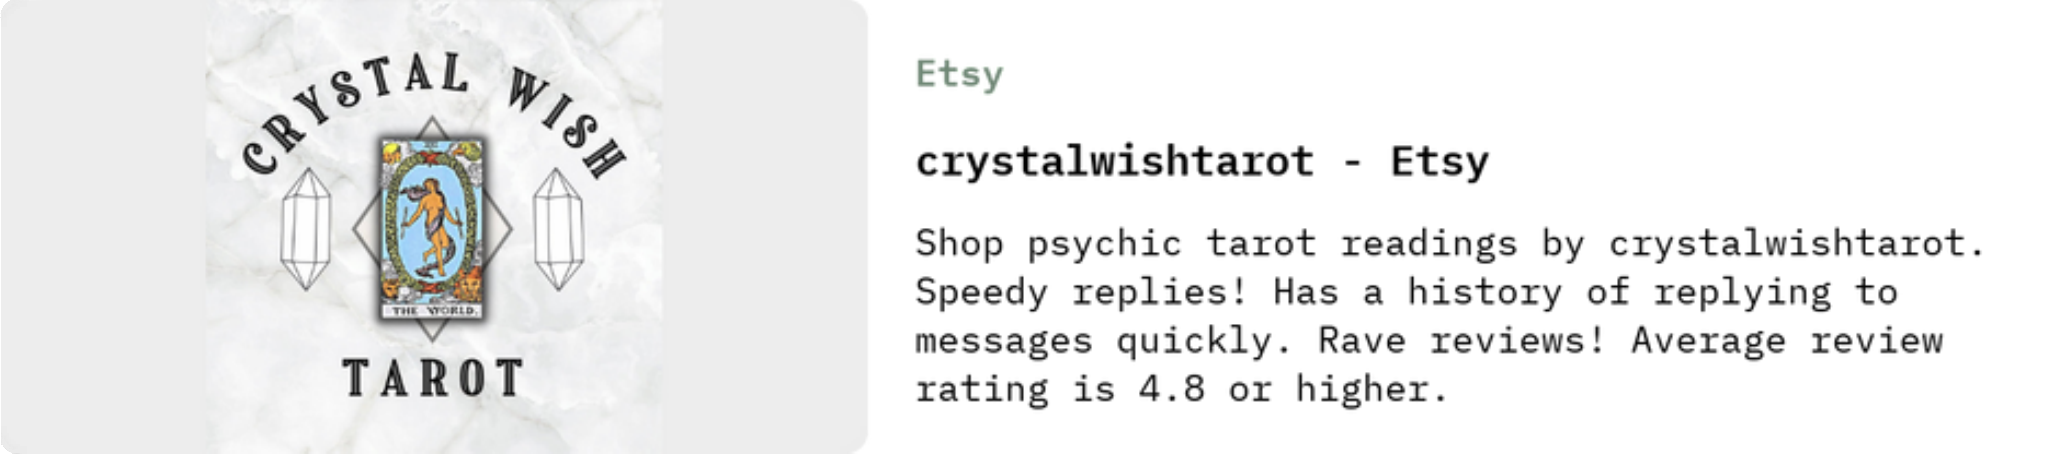 CRYSTAL WISH
THE WORLD.
TAROT
Etsy
crystalwishtarot - Etsy
Shop psychic tarot readings by crystalwishtarot.
Speedy replies! Has a history of replying to
messages quickly. Rave reviews! Average review
rating is 4.8 or higher.